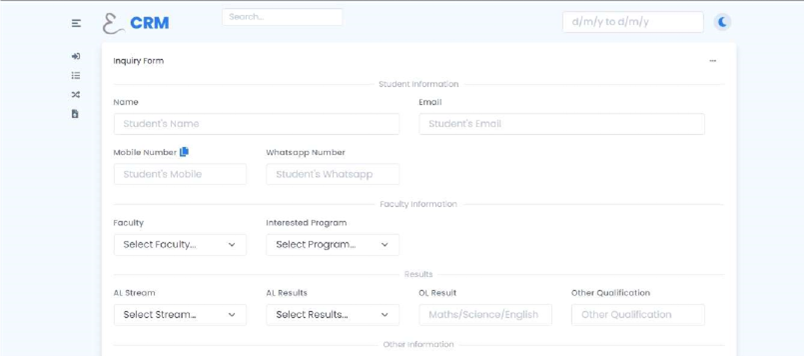 CRM
Search...
d/m/y to d/m/y
Inquiry Form
Student Information
Name
Email
Student's Name
Student's Email
Mobile Number
Whatsapp Number
Student's Mobile
Student's Whatsapp
Faculty Information
Faculty
Interested Program
Select Faculty...
Select Program...
Results
AL Stream
AL Results
OL Result
Other Qualification
Select Stream...
Select Results...
Maths/Science/English
Other Qualification
Other Information